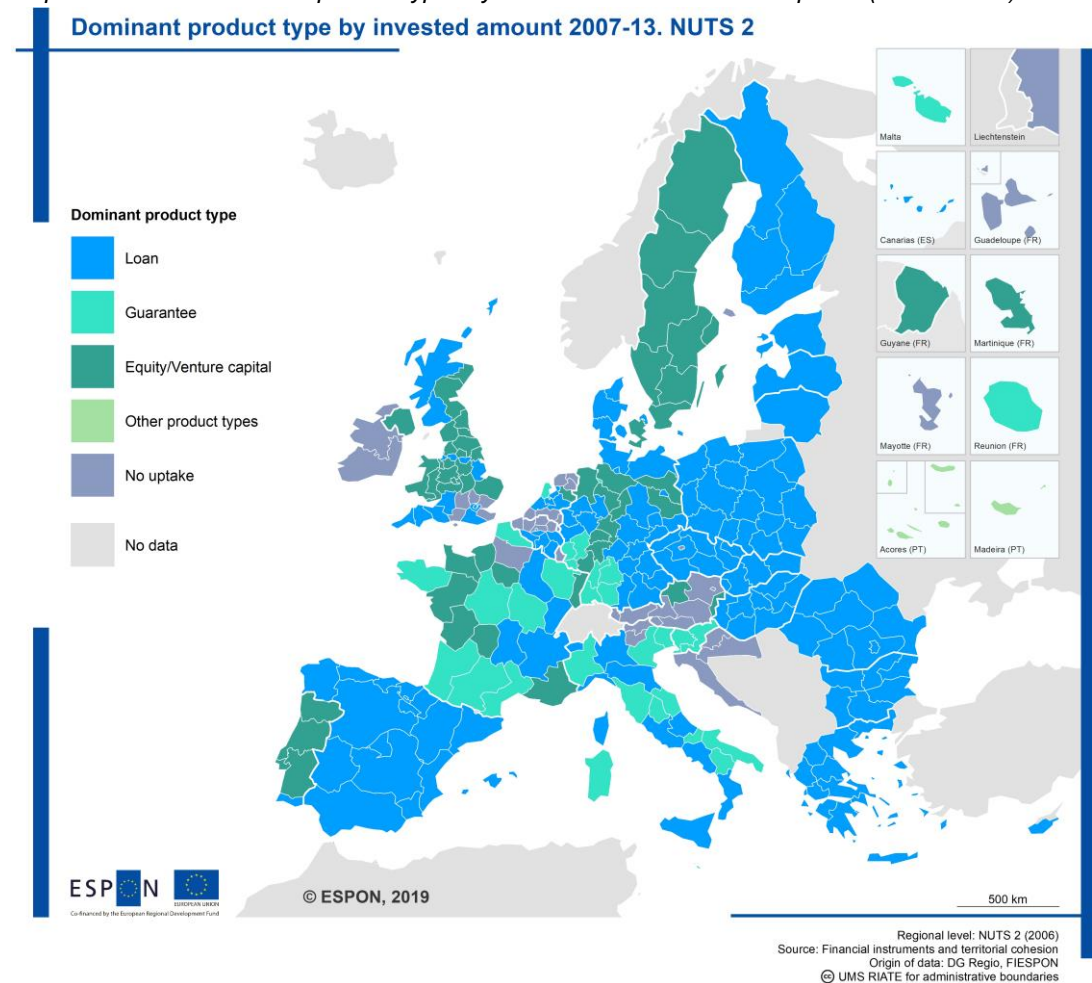 Dominant product type by invested amount 2007-13. NUTS 2
Dominant product type
Loan
Guarantee
Equity/Venture capital
Other product types
No uptake
No data
Malta
Liechtenstein
Canarias (ES)
Guadeloupe (FR)
Guyane (FR)
Martinique (FR)
Mayotte (FR)
Reunion (FR)
Acores (PT)
Madeira (PT)
ESPON
EUROPEAN UNION
Co-financed by the European Regional Development Fund
© ESPON, 2019
500 km
Regional level: NUTS 2 (2006)
Source: Financial instruments and territorial cohesion
Origin of data: DG Regio, FIESPON
UMS RIATE for administrative boundaries